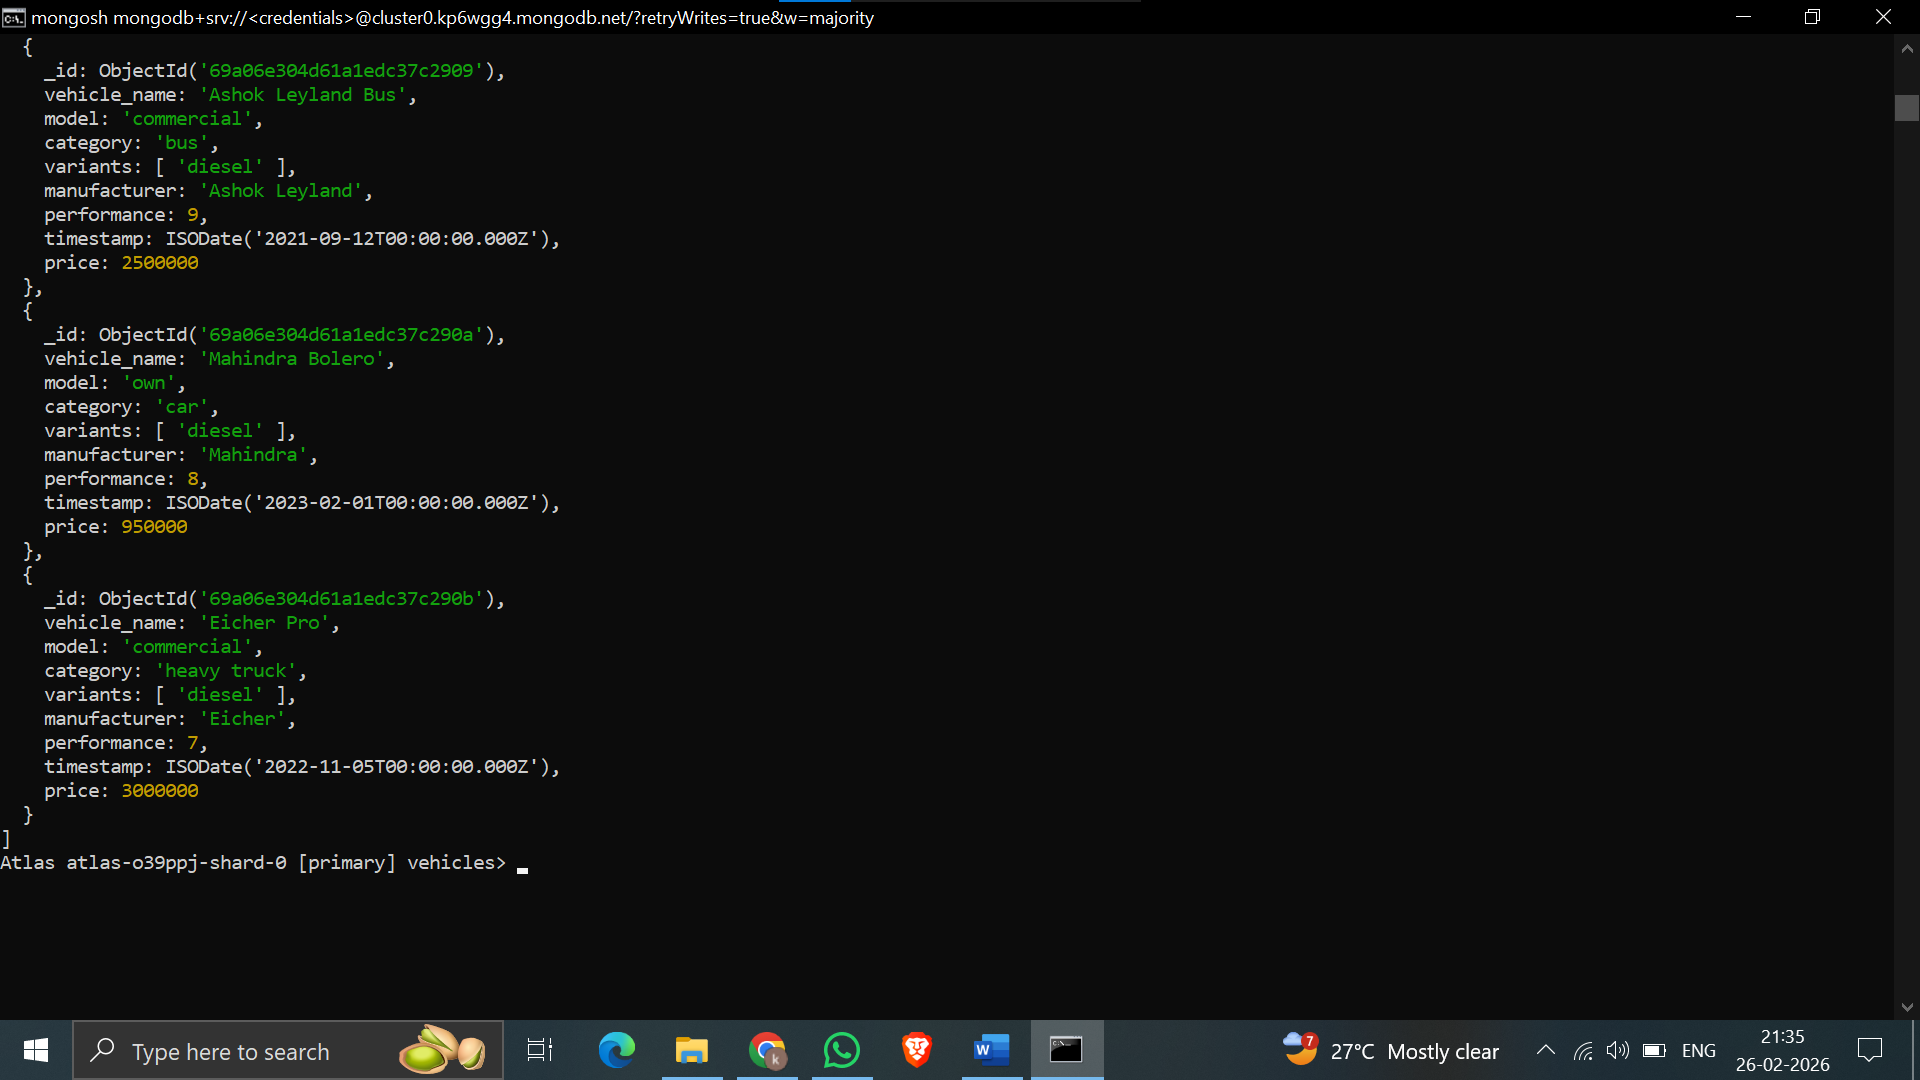 mongosh mongodb+srv://<credentials>@cluster0.kp6wgg4.mongodb.net/?retryWrites=true&w=majority
{
_id: ObjectId('69a06e304d61a1edc37c2909'),
vehicle_name: 'Ashok Leyland Bus',
model: 'commercial',
category: 'bus',
variants: [ 'diesel' ],
manufacturer: 'Ashok Leyland',
performance: 9,
timestamp: ISODate('2021-09-12T00:00:00.000Z'),
price: 2500000
},
{
_id: ObjectId('69a06e304d61a1edc37c290a'),
vehicle_name: 'Mahindra Bolero',
model: 'own',
category: 'car',
variants: [ 'diesel' ],
manufacturer: 'Mahindra',
performance: 8,
timestamp: ISODate('2023-02-01T00:00:00.000Z'),
price: 950000
},
{
_id: ObjectId('69a06e304d61a1edc37c290b'),
vehicle_name: 'Eicher Pro',
model: 'commercial',
category: 'heavy truck',
variants: [ 'diesel' ],
manufacturer: 'Eicher',
performance: 7,
timestamp: ISODate('2022-11-05T00:00:00.000Z'),
price: 3000000
}
]
Atlas atlas-o39ppj-shard-0 [primary] vehicles>
Type here to search
7
27°C Mostly clear
ENG
21:35
26-02-2026